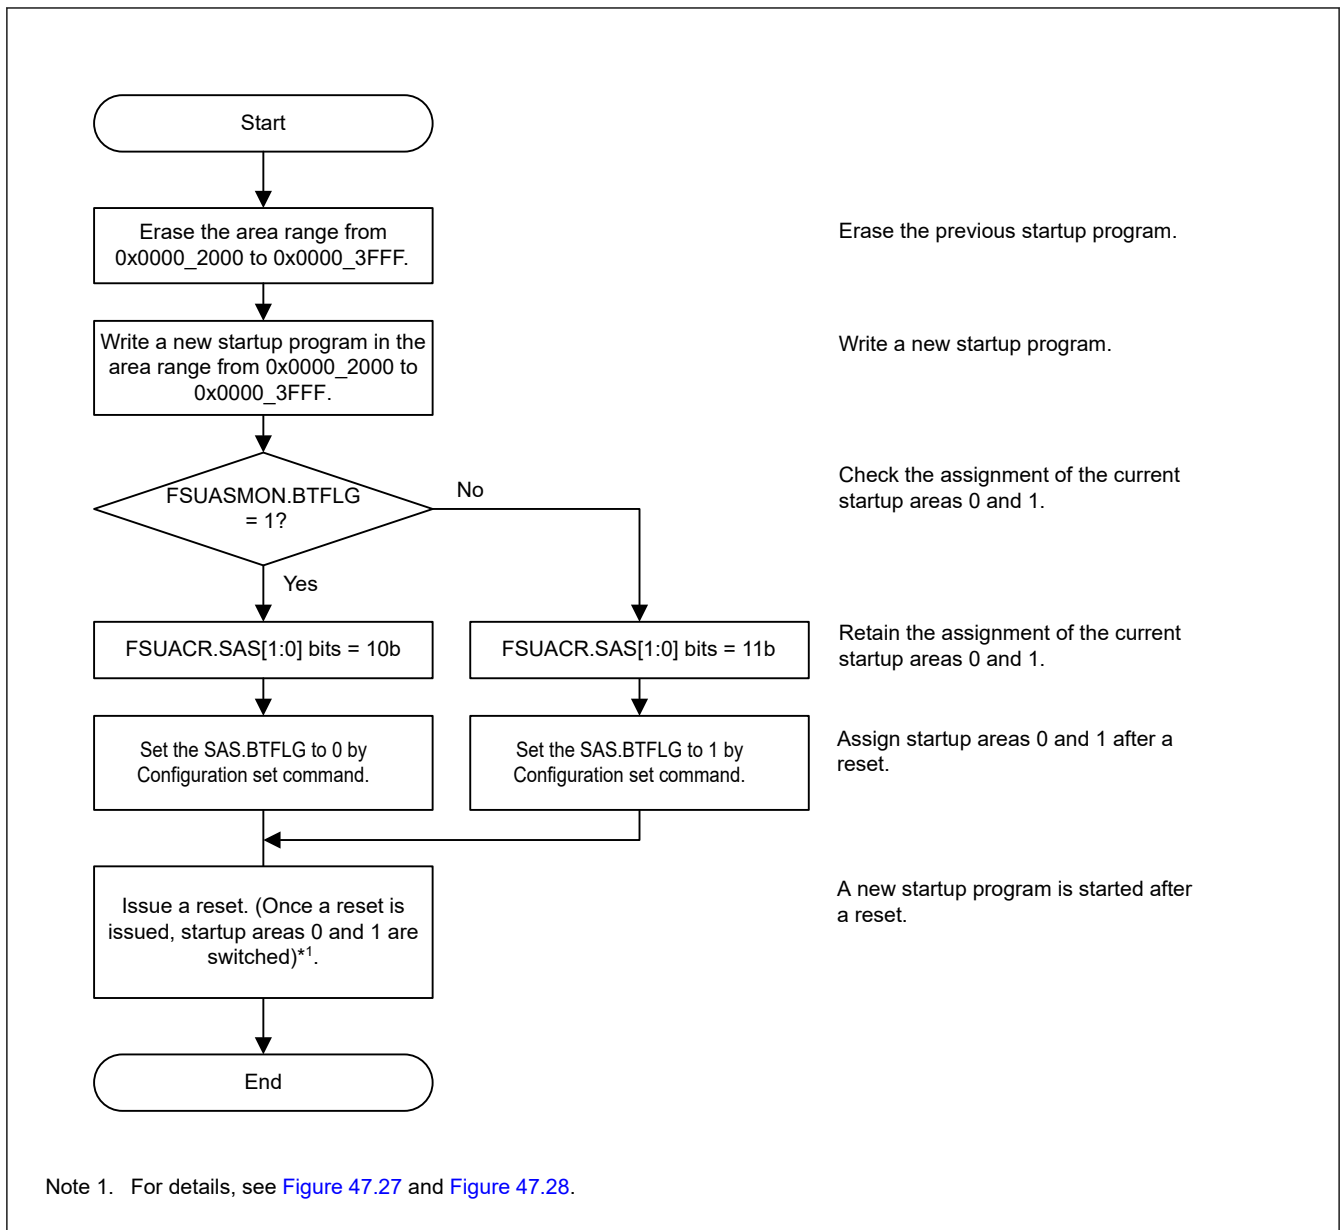 Start
Erase the area range from
0x0000_2000 to 0x0000_3FFF.
Erase the previous startup program.
Write a new startup program in the
area range from 0x0000_2000 to
0x0000_3FFF.
Write a new startup program.
FSUASMON.BTFLG
= 1?
No
Yes
Check the assignment of the current
startup areas 0 and 1.
FSUACR.SAS[1:0] bits = 10b
FSUACR.SAS[1:0] bits = 11b
Retain the assignment of the current
startup areas 0 and 1.
Set the SAS.BTFLG to 0 by
Configuration set command.
Set the SAS.BTFLG to 1 by
Configuration set command.
Assign startup areas 0 and 1 after a
reset.
Issue a reset. (Once a reset is
issued, startup areas 0 and 1 are
switched)*1.
A new startup program is started after
a reset.
End
Note 1. For details, see Figure 47.27 and Figure 47.28.